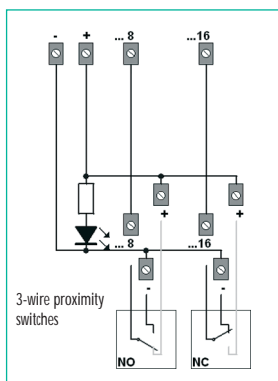 - + ... 8 ...16
+ +
... 8 ...16
- -
3-wire proximity
switches
NO NC